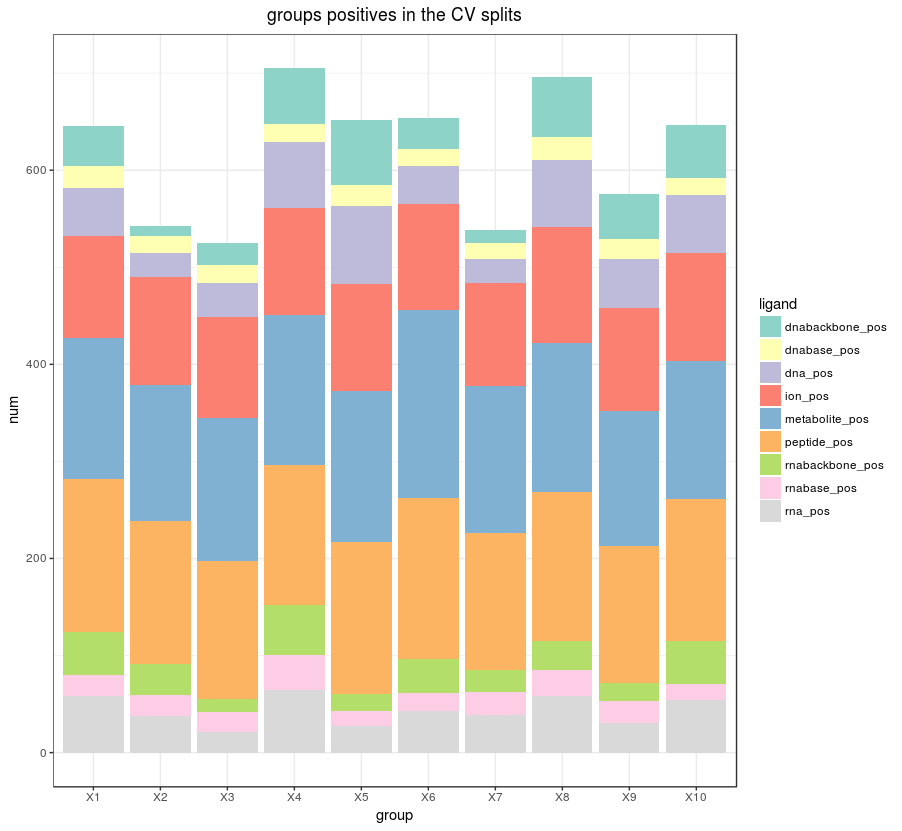 groups positives in the CV splits
num
600
400
200
0
X1 X2 X3 X4 X5 X6 X7 X8 X9 X10
group
ligand
dnabackbone_pos
dnabase_pos
dna_pos
ion_pos
metabolite_pos
peptide_pos
rnabackbone_pos
rnabase_pos
rna_pos